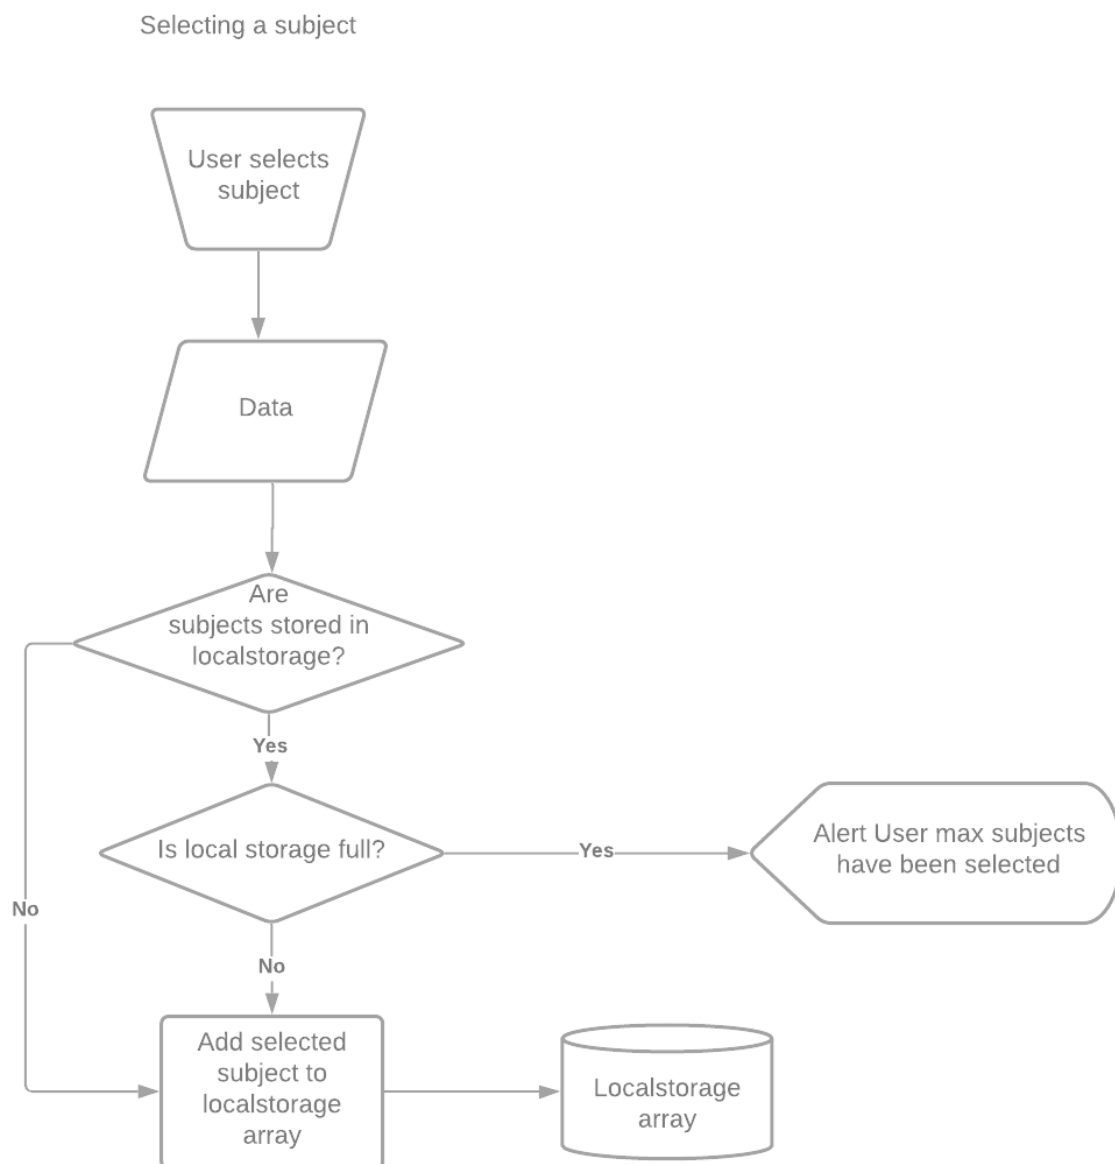 Selecting a subject
User selects
subject
Data
Are
subjects stored in
localstorage?
Yes
Is local storage full?
Yes
Alert User max subjects
have been selected
No
No
Add selected
subject to
localstorage
array
Localstorage
array